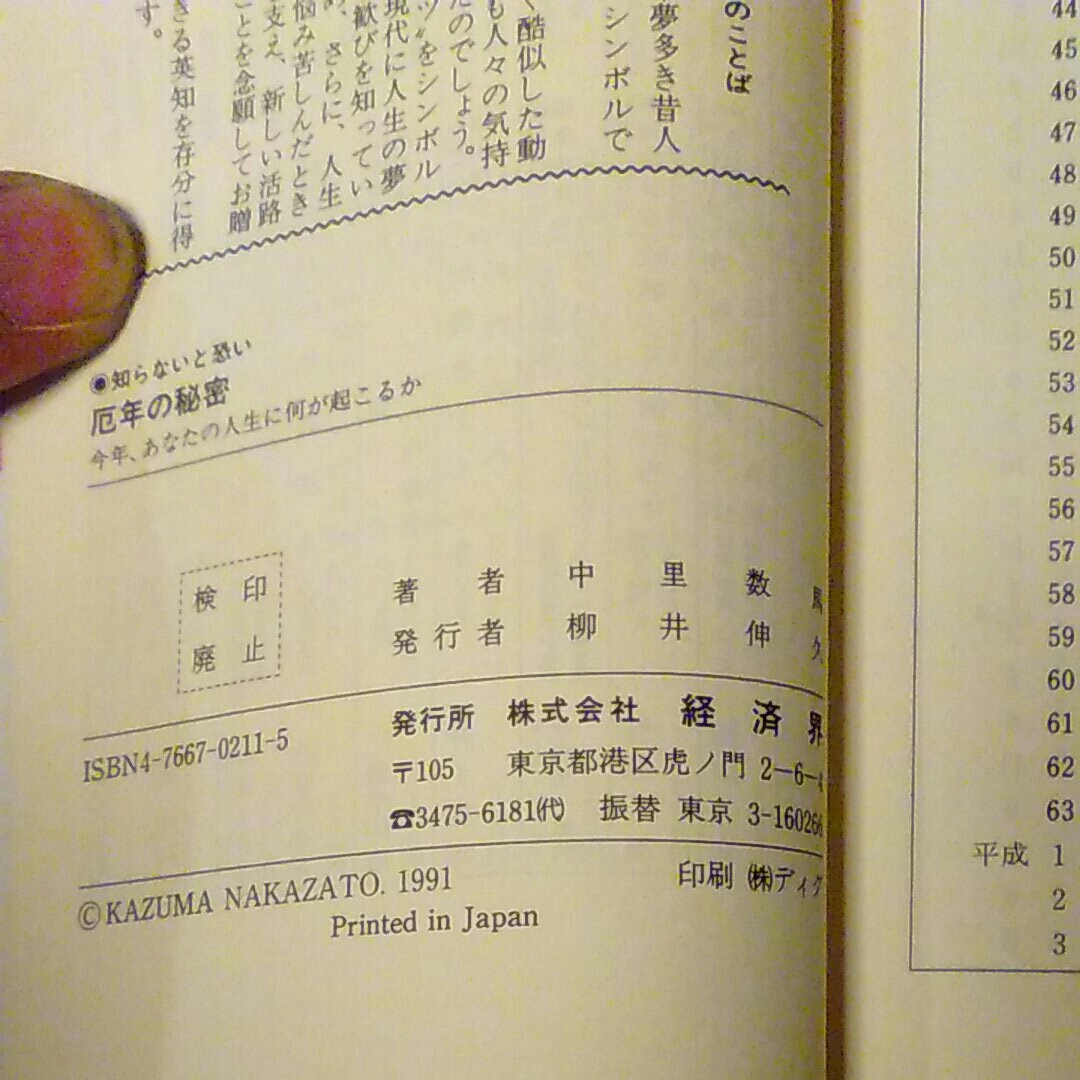 のことば
夢多き昔人
シンボルで
く酷似した動
も人々の気持
たのでしょう。
ツ〟をシンボル
現代に人生の夢
歓びを知ってい
め、さらに、人生
悩み苦しんだとき
支え、新しい活路
ことを念願してお贈
きる英知を存分に得
す。
◉知らないと恐い
厄年の秘密
今年、あなたの人生に何が起こるか
検印
廃止
著者 中里数馬
発行者 柳井伸久
発行所 株式会社 経済界
〒105 東京都港区虎ノ門 2-6-4
☎3475-6181㈹ 振替 東京 3-160266
印刷 ㈱ディグ
ISBN4-7667-0211-5
©KAZUMA NAKAZATO. 1991
Printed in Japan
44
45
46
47
48
49
50
51
52
53
54
55
56
57
58
59
60
61
62
63
平成 1
2
3